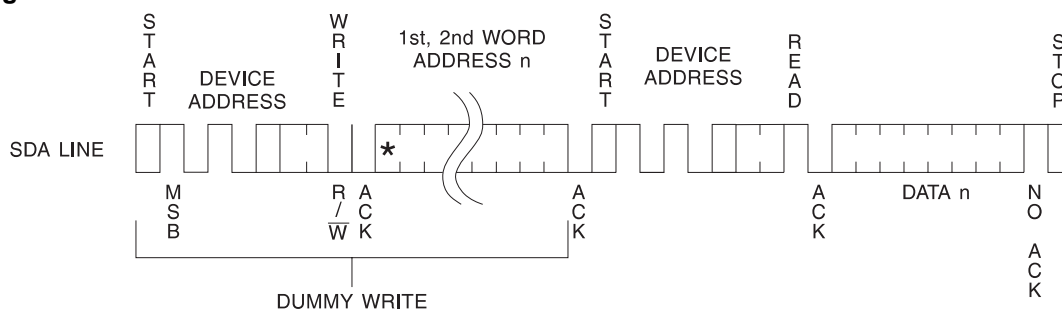 START
WRITE
1st, 2nd WORD
ADDRESS n
START
DEVICE
ADDRESS
READ
STOP
DEVICE
ADDRESS
SDA LINE
*
MSB
R/W̅
ACK
ACK
ACK
DATA n
NO ACK
DUMMY WRITE